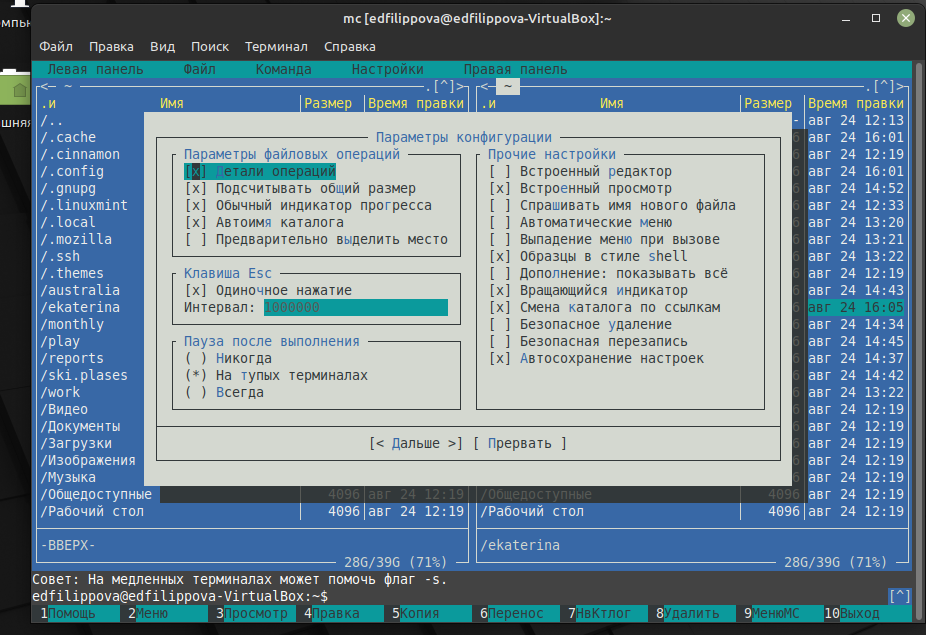 мпью
шняя
mc [edfilippova@edfilippova-VirtualBox]:~
Файл Правка Вид Поиск Терминал Справка
Левая панель Файл Команда Настройки Правая панель
<- ~ .[^]> <- ~ .[^]>
.и Имя Размер Время правки .и Имя Размер Время правки
/.. авг 24 12:13
/.cache авг 24 16:01
/.cinnamon авг 24 12:19
/.config авг 24 16:01
/.gnupg авг 24 14:52
/.linuxmint авг 24 12:33
/.local авг 24 13:20
/.mozilla авг 24 13:21
/.ssh авг 24 13:22
/.themes авг 24 12:19
/australia авг 24 14:43
/ekaterina авг 24 16:05
/monthly авг 24 14:34
/play авг 24 14:45
/reports авг 24 14:37
/ski.plases авг 24 14:42
/work авг 24 13:22
/Видео авг 24 12:19
/Документы авг 24 12:19
/Загрузки авг 24 12:19
/Изображения авг 24 12:19
/Музыка авг 24 12:19
/Общедоступные 4096 авг 24 12:19 /Общедоступные 4096 авг 24 12:19
/Рабочий стол 4096 авг 24 12:19 /Рабочий стол 4096 авг 24 12:19
Параметры конфигурации
Параметры файловых операций
[x] Детали операций
[x] Подсчитывать общий размер
[x] Обычный индикатор прогресса
[x] Автоимя каталога
[ ] Предварительно выделить место
Клавиша Esc
[x] Одиночное нажатие
Интервал: 1000000
Пауза после выполнения
( ) Никогда
(*) На тупых терминалах
( ) Всегда
Прочие настройки
[ ] Встроенный редактор
[x] Встроенный просмотр
[ ] Спрашивать имя нового файла
[ ] Автоматические меню
[ ] Выпадение меню при вызове
[x] Образцы в стиле shell
[ ] Дополнение: показывать всё
[x] Вращающийся индикатор
[x] Смена каталога по ссылкам
[ ] Безопасное удаление
[ ] Безопасная перезапись
[x] Автосохранение настроек
[< Дальше >] [ Прервать ]
-ВВЕРХ- /ekaterina
28G/39G (71%) 28G/39G (71%)
Совет: На медленных терминалах может помочь флаг -s.
edfilippova@edfilippova-VirtualBox:~$ [^]
1Помощь 2Меню 3Просмотр 4Правка 5Копия 6Перенос 7НвКтлог 8Удалить 9МенюМС 10Выход